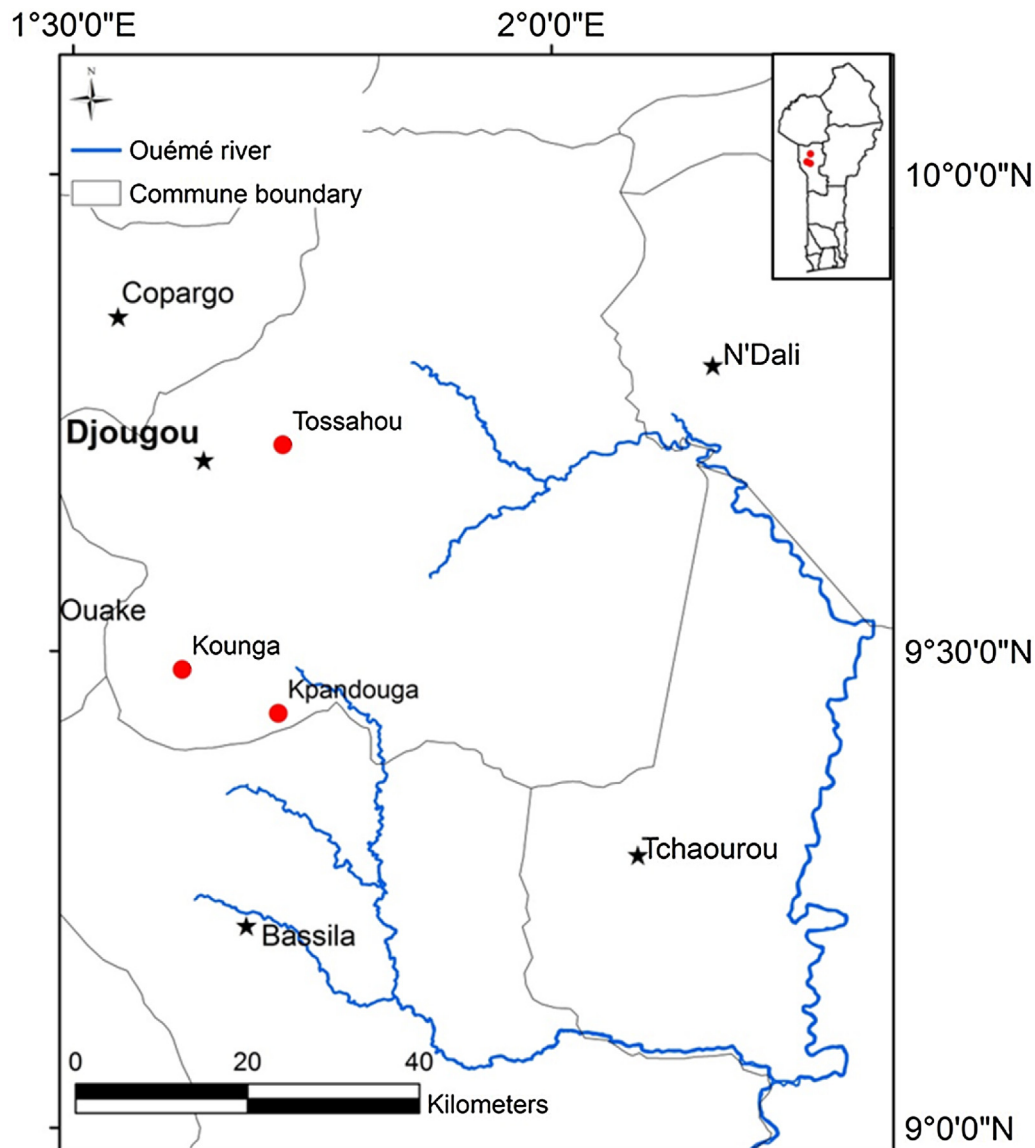 1°30'0"E
2°0'0"E
N
Ouémé river
Commune boundary
10°0'0"N
Copargo
N'Dali
Tossahou
Djougou
Ouake
Kounga
9°30'0"N
Kpandouga
Tchaourou
Bassila
0 20 40
Kilometers
9°0'0"N